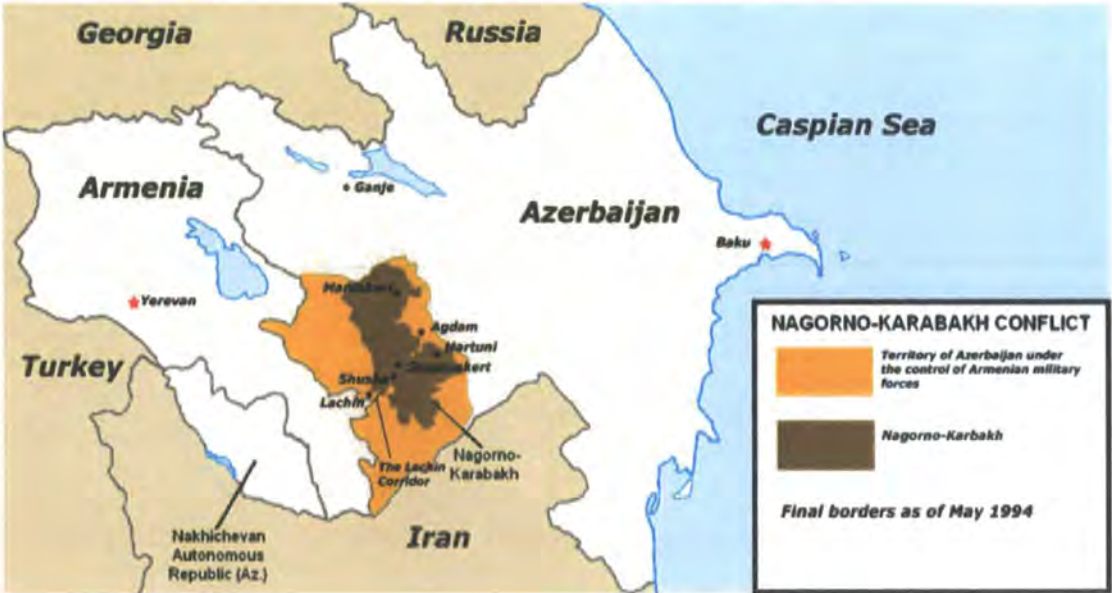 Georgia
Russia
Caspian Sea
Armenia
Ganje
Azerbaijan
Baku
Yerevan
Agdam
Martuni
Turkey
Shusha
Lachin
The Lachin
Corridor
Nagorno-
Karabakh
Iran
Nakhichevan
Autonomous
Republic (Az.)
NAGORNO-KARABAKH CONFLICT
Territory of Azerbaijan under
the control of Armenian military
forces
Nagorno-Karbakh
Final borders as of May 1994